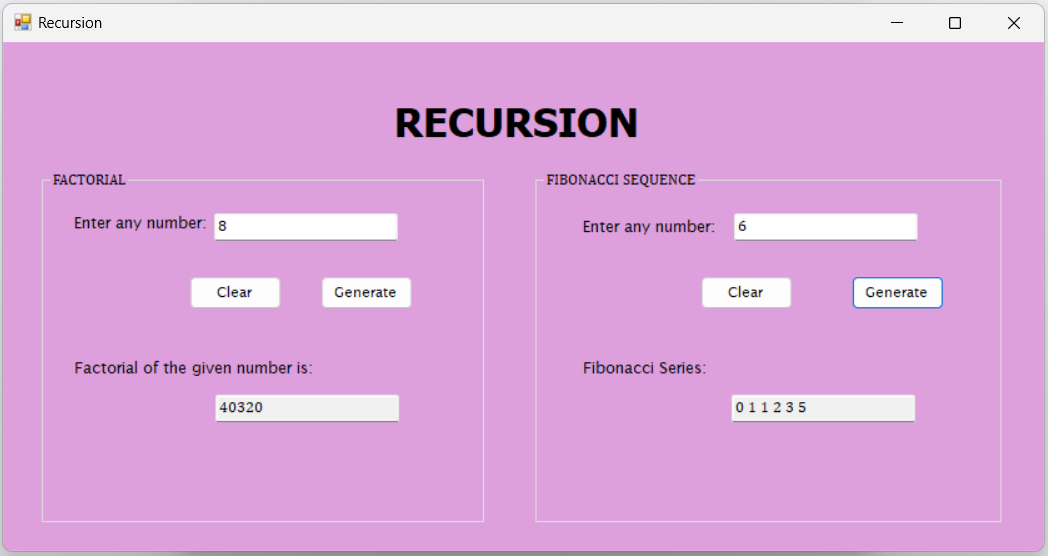 Recursion
RECURSION
FACTORIAL
Enter any number: 8
Clear Generate
Factorial of the given number is:
40320
FIBONACCI SEQUENCE
Enter any number: 6
Clear Generate
Fibonacci Series:
0 1 1 2 3 5